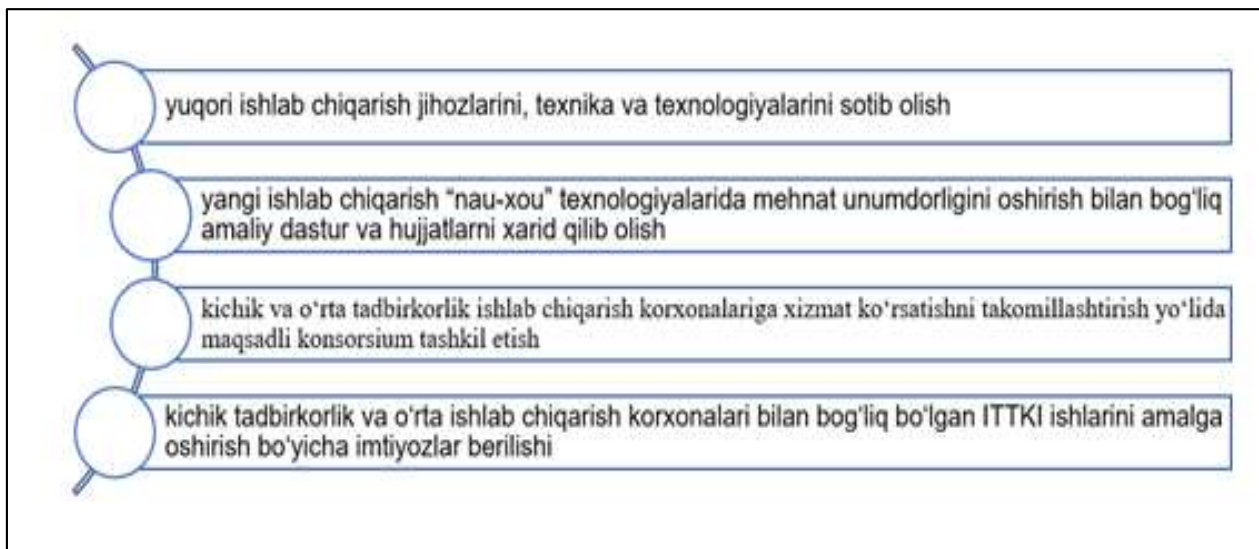 yuqori ishlab chiqarish jihozlarini, texnika va texnologiyalarini sotib olish
yangi ishlab chiqarish “nau-xou” texnologiyalarida mehnat unumdorligini oshirish bilan bog‘liq
amaliy dastur va hujjatlarni xarid qilib olish
kichik va o‘rta tadbirkorlik ishlab chiqarish korxonalariga xizmat ko‘rsatishni takomillashtirish yo‘lida
maqsadli konsorsium tashkil etish
kichik tadbirkorlik va o‘rta ishlab chiqarish korxonalari bilan bog‘liq bo‘lgan ITTKI ishlarini amalga
oshirish bo‘yicha imtiyozlar berilishi